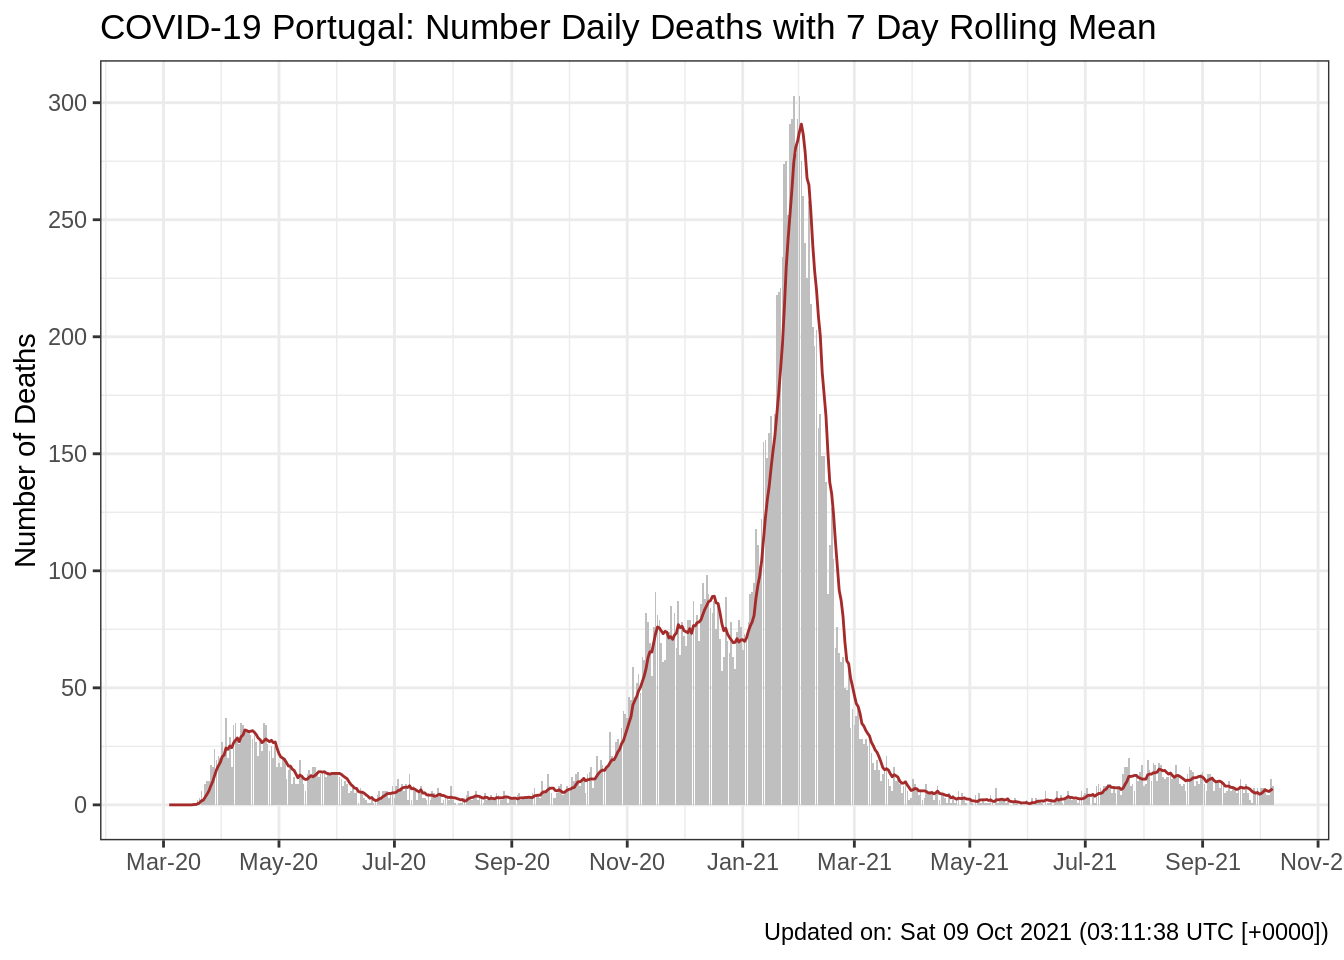 COVID-19 Portugal: Number Daily Deaths with 7 Day Rolling Mean
Number of Deaths
300
250
200
150
100
50
0
Mar-20 May-20 Jul-20 Sep-20 Nov-20 Jan-21 Mar-21 May-21 Jul-21 Sep-21 Nov-2
Updated on: Sat 09 Oct 2021 (03:11:38 UTC [+0000])